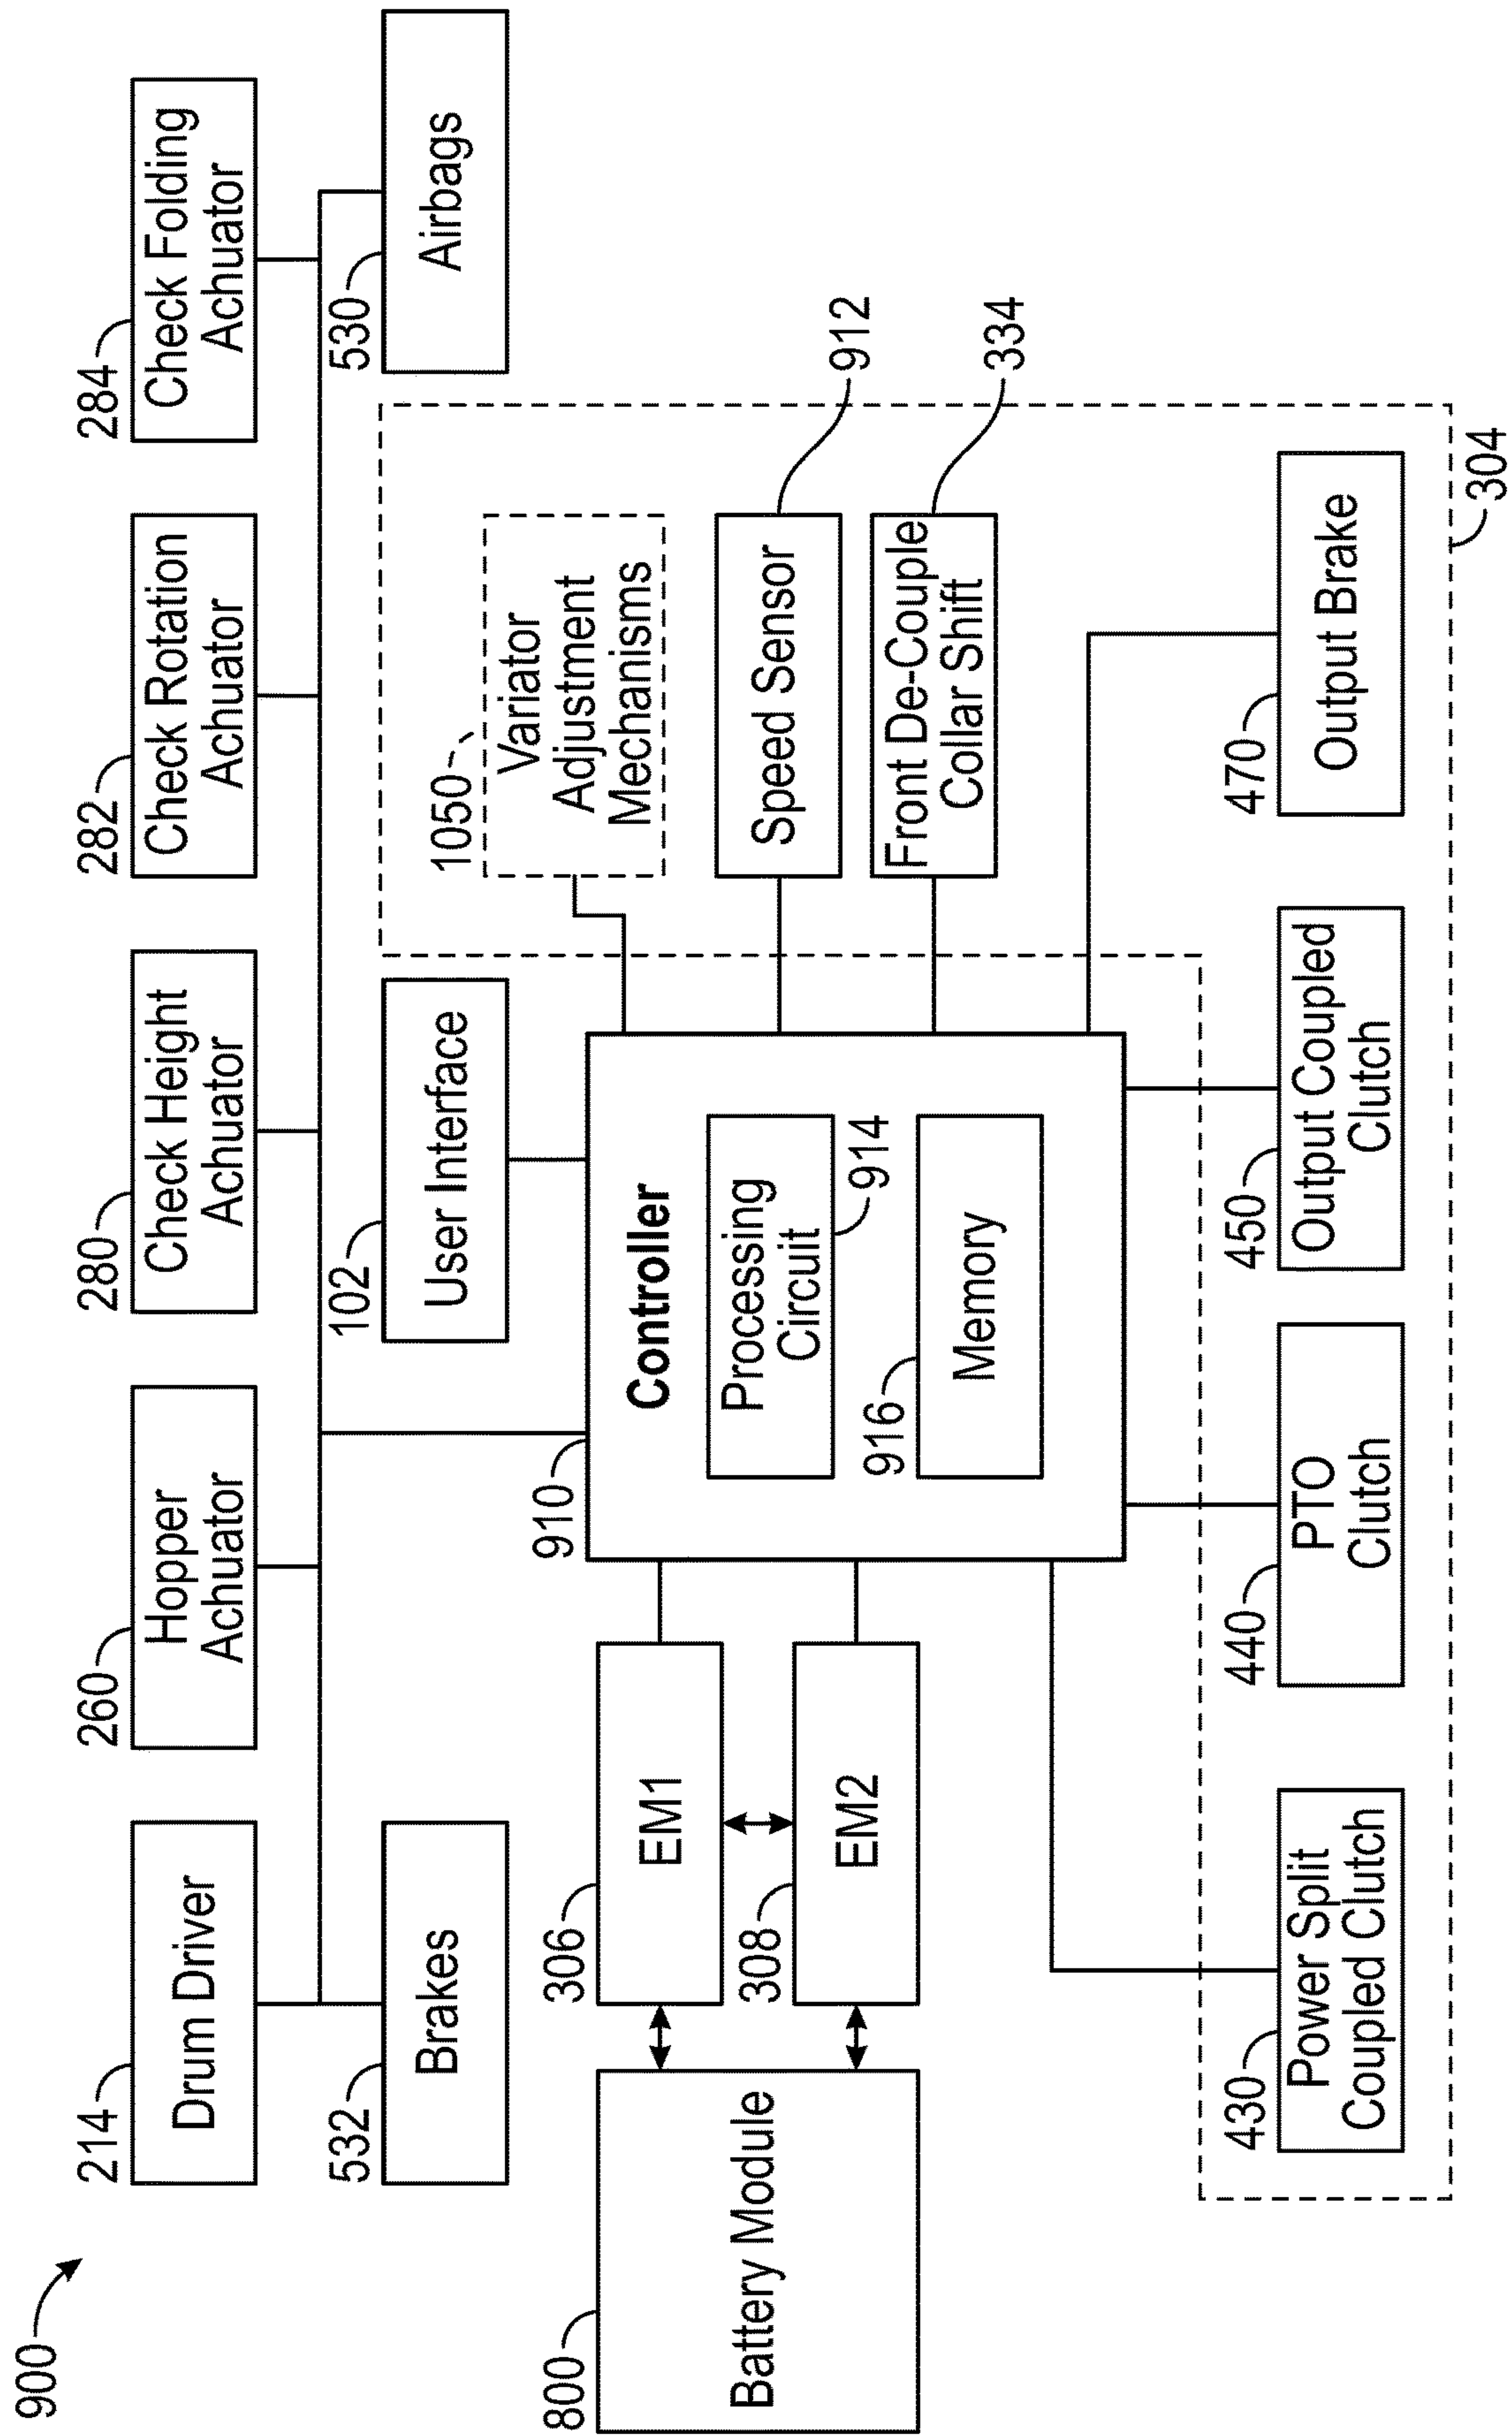 900
214
Drum Driver
260
Hopper
Achuator
280
Check Height
Achuator
282
Check Rotation
Achuator
284
Check Folding
Achuator
532
Brakes
102
User Interface
530
Airbags
800
Battery Module
306
EM1
308
EM2
910
Controller
Processing
Circuit
914
916
Memory
1050
Variator
Adjustment
Mechanisms
Speed Sensor
912
Front De-Couple
Collar Shift
334
430
Power Split
Coupled Clutch
440
PTO
Clutch
450
Output Coupled
Clutch
470
Output Brake
304